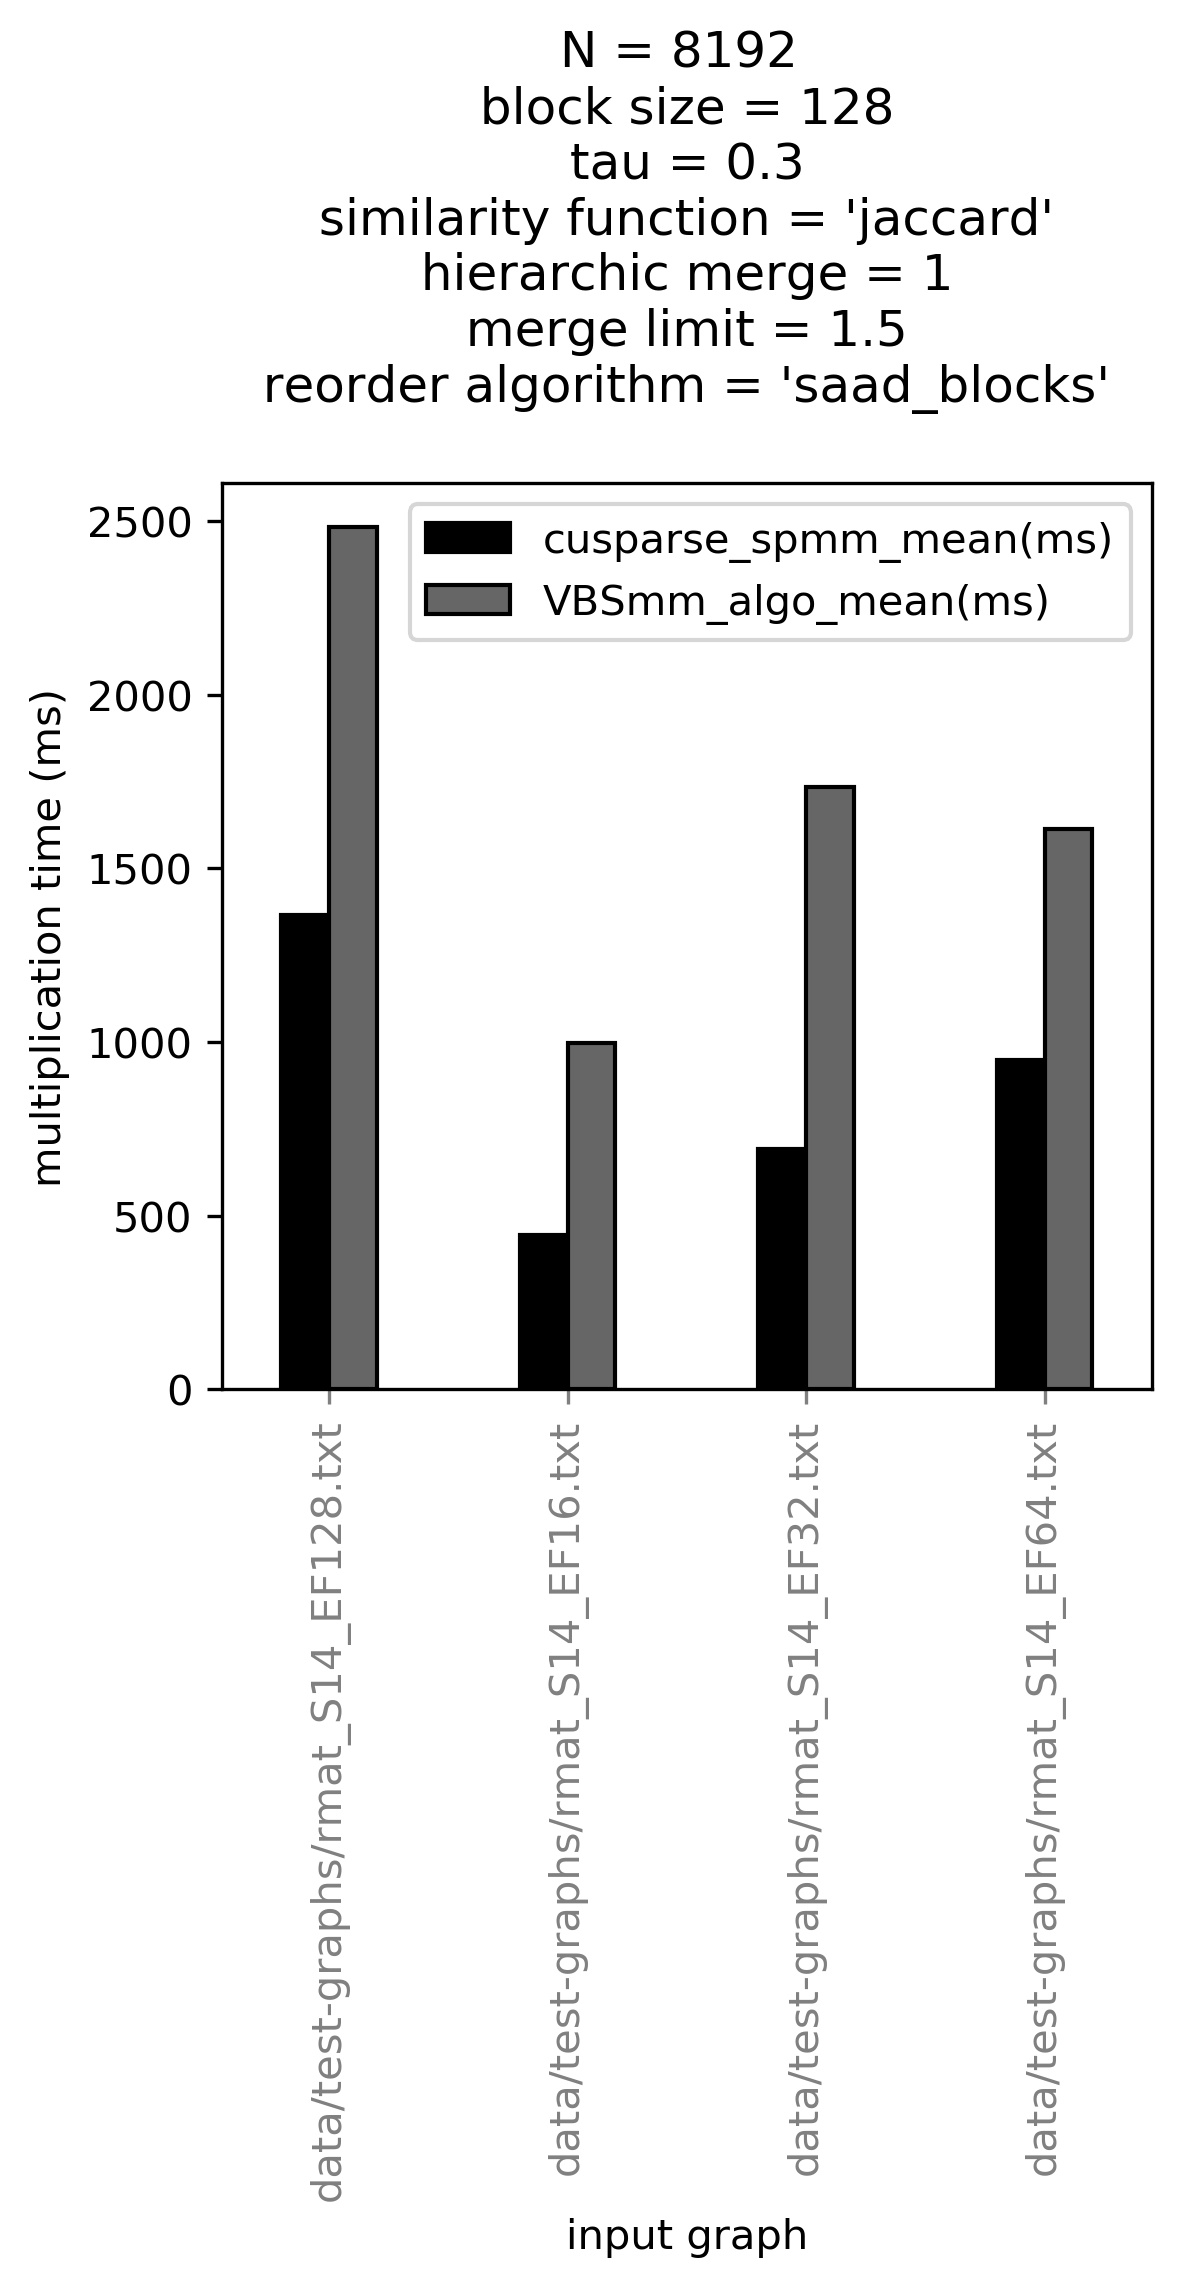 N = 8192
block size = 128
tau = 0.3
similarity function = 'jaccard'
hierarchic merge = 1
merge limit = 1.5
reorder algorithm = 'saad_blocks'
cusparse_spmm_mean(ms)
VBSmm_algo_mean(ms)
multiplication time (ms)
2500
2000
1500
1000
500
0
data/test-graphs/rmat_S14_EF128.txt
data/test-graphs/rmat_S14_EF16.txt
data/test-graphs/rmat_S14_EF32.txt
data/test-graphs/rmat_S14_EF64.txt
input graph